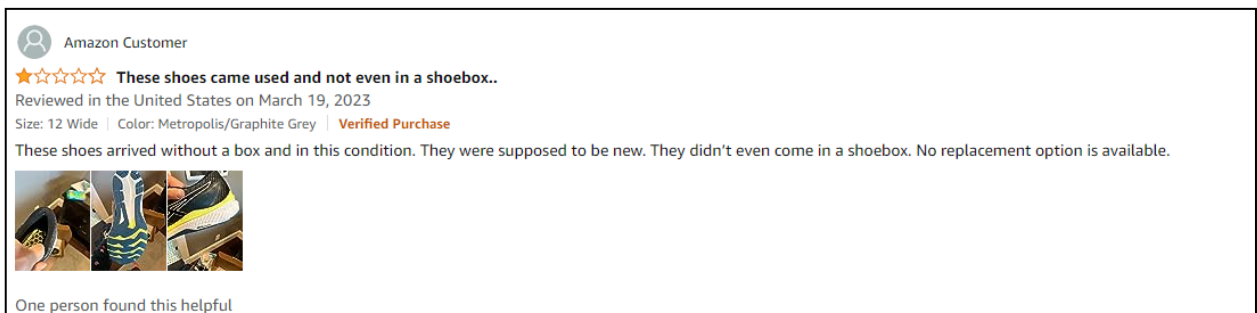 Amazon Customer
These shoes came used and not even in a shoebox..
Reviewed in the United States on March 19, 2023
Size: 12 Wide | Color: Metropolis/Graphite Grey | Verified Purchase
These shoes arrived without a box and in this condition. They were supposed to be new. They didn't even come in a shoebox. No replacement option is available.
One person found this helpful